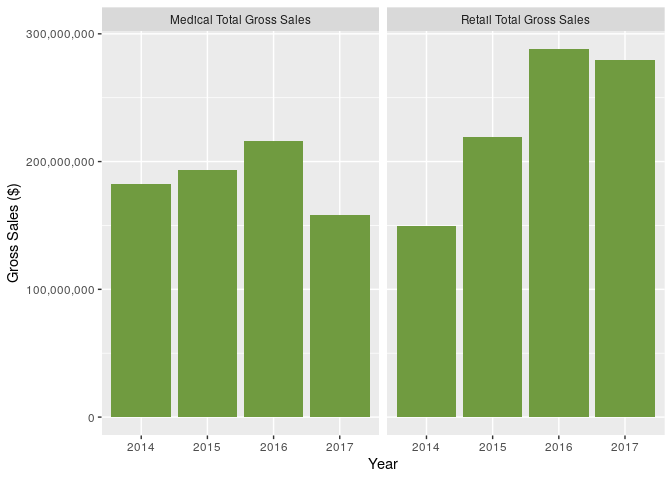 Medical Total Gross Sales
Retail Total Gross Sales
300,000,000
200,000,000
100,000,000
0
Gross Sales ($)
2014 2015 2016 2017
2014 2015 2016 2017
Year